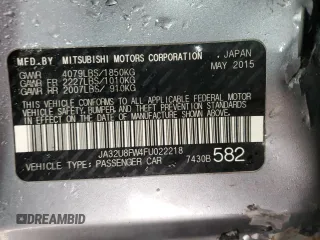 MFD. BY MITSUBISHI MOTORS CORPORATION, JAPAN
GVWR 4079LBS/1850KG MAY 2015
GAWR FR 2227LBS/1010KG
GAWR RR 2007LBS/ 910KG
THIS VEHICLE CONFORMS TO ALL APPLICABLE
FEDERAL MOTOR VEHICLE
SAFETY, BUMPER, AND THEFT PREVENTION
STANDARDS IN EFFECT ON THE DATE OF
MANUFACTURE SHOWN ABOVE.
JA32U8FW4FU022218
VEHICLE TYPE: PASSENGER CAR 7430B 582
DREAMBID